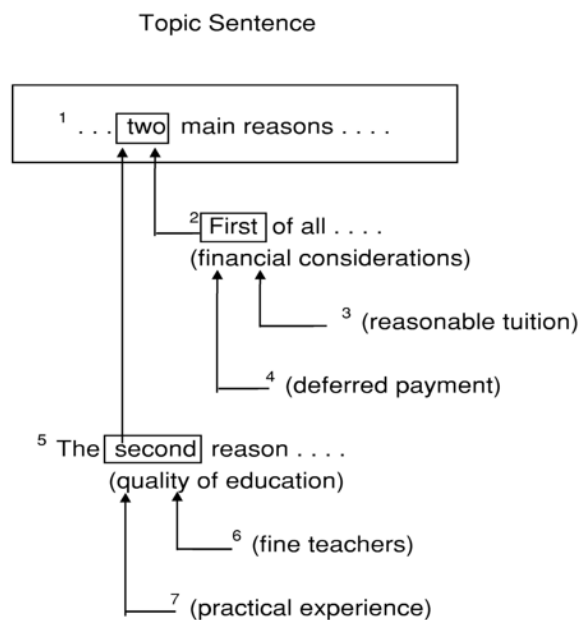 Topic Sentence
1 . . . two main reasons . . . .
2 First of all . . . .
(financial considerations)
3 (reasonable tuition)
4 (deferred payment)
5 The second reason . . . .
(quality of education)
6 (fine teachers)
7 (practical experience)